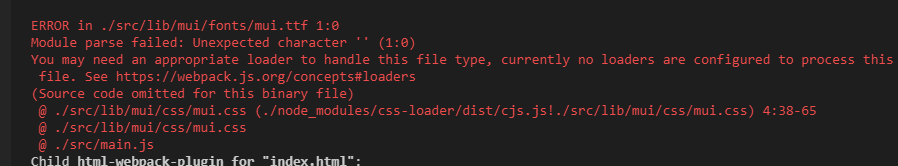 ERROR in ./src/lib/mui/fonts/mui.ttf 1:0
Module parse failed: Unexpected character '' (1:0)
You may need an appropriate loader to handle this file type, currently no loaders are configured to process this
file. See https://webpack.js.org/concepts#loaders
(Source code omitted for this binary file)
@ ./src/lib/mui/css/mui.css (./node_modules/css-loader/dist/cjs.js!./src/lib/mui/css/mui.css) 4:38-65
@ ./src/lib/mui/css/mui.css
@ ./src/main.js
Child html-webpack-plugin for "index.html":